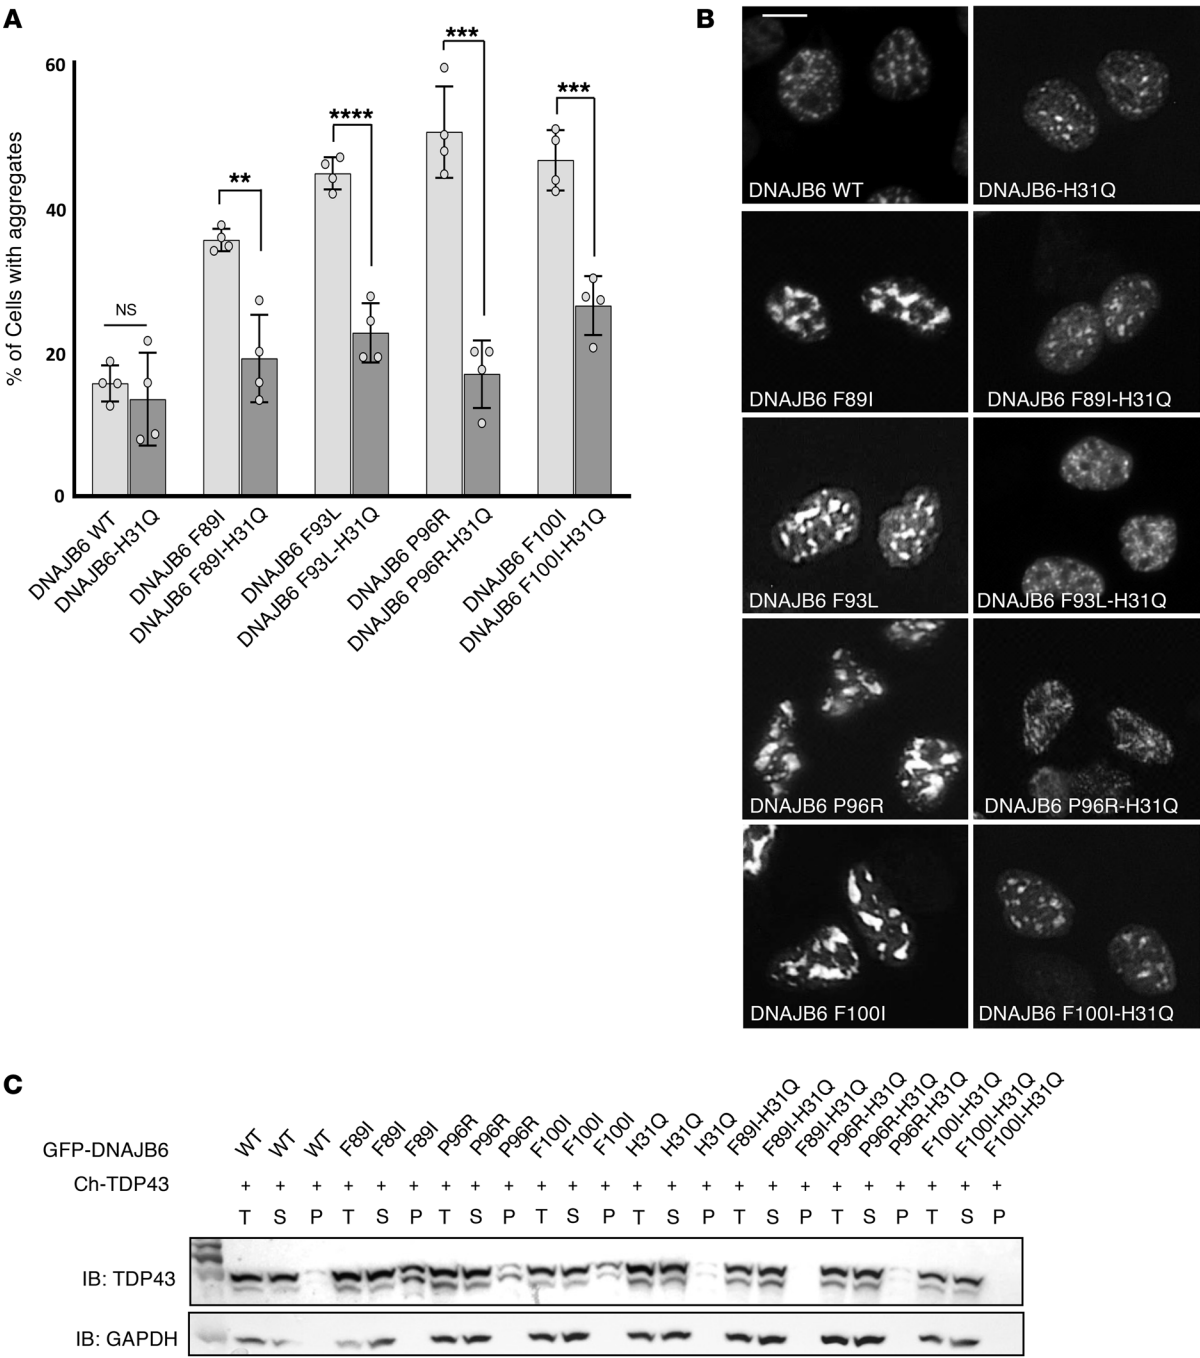 A
% of Cells with aggregates
60
40
20
0
NS
**
****
***
***
DNAJB6 WT
DNAJB6-H31Q
DNAJB6 F89I
DNAJB6 F89I-H31Q
DNAJB6 F93L
DNAJB6 F93L-H31Q
DNAJB6 P96R
DNAJB6 P96R-H31Q
DNAJB6 F100I
DNAJB6 F100I-H31Q
B
DNAJB6 WT
DNAJB6-H31Q
DNAJB6 F89I
DNAJB6 F89I-H31Q
DNAJB6 F93L
DNAJB6 F93L-H31Q
DNAJB6 P96R
DNAJB6 P96R-H31Q
DNAJB6 F100I
DNAJB6 F100I-H31Q
C
GFP-DNAJB6 WT WT WT F89I F89I F89I P96R P96R P96R F100I F100I F100I H31Q H31Q H31Q F89I-H31Q F89I-H31Q F89I-H31Q P96R-H31Q P96R-H31Q P96R-H31Q F100I-H31Q F100I-H31Q F100I-H31Q
Ch-TDP43 + + + + + + + + + + + + + + + + + + + + + + + +
T S P T S P T S P T S P T S P T S P T S P T S P
IB: TDP43
IB: GAPDH